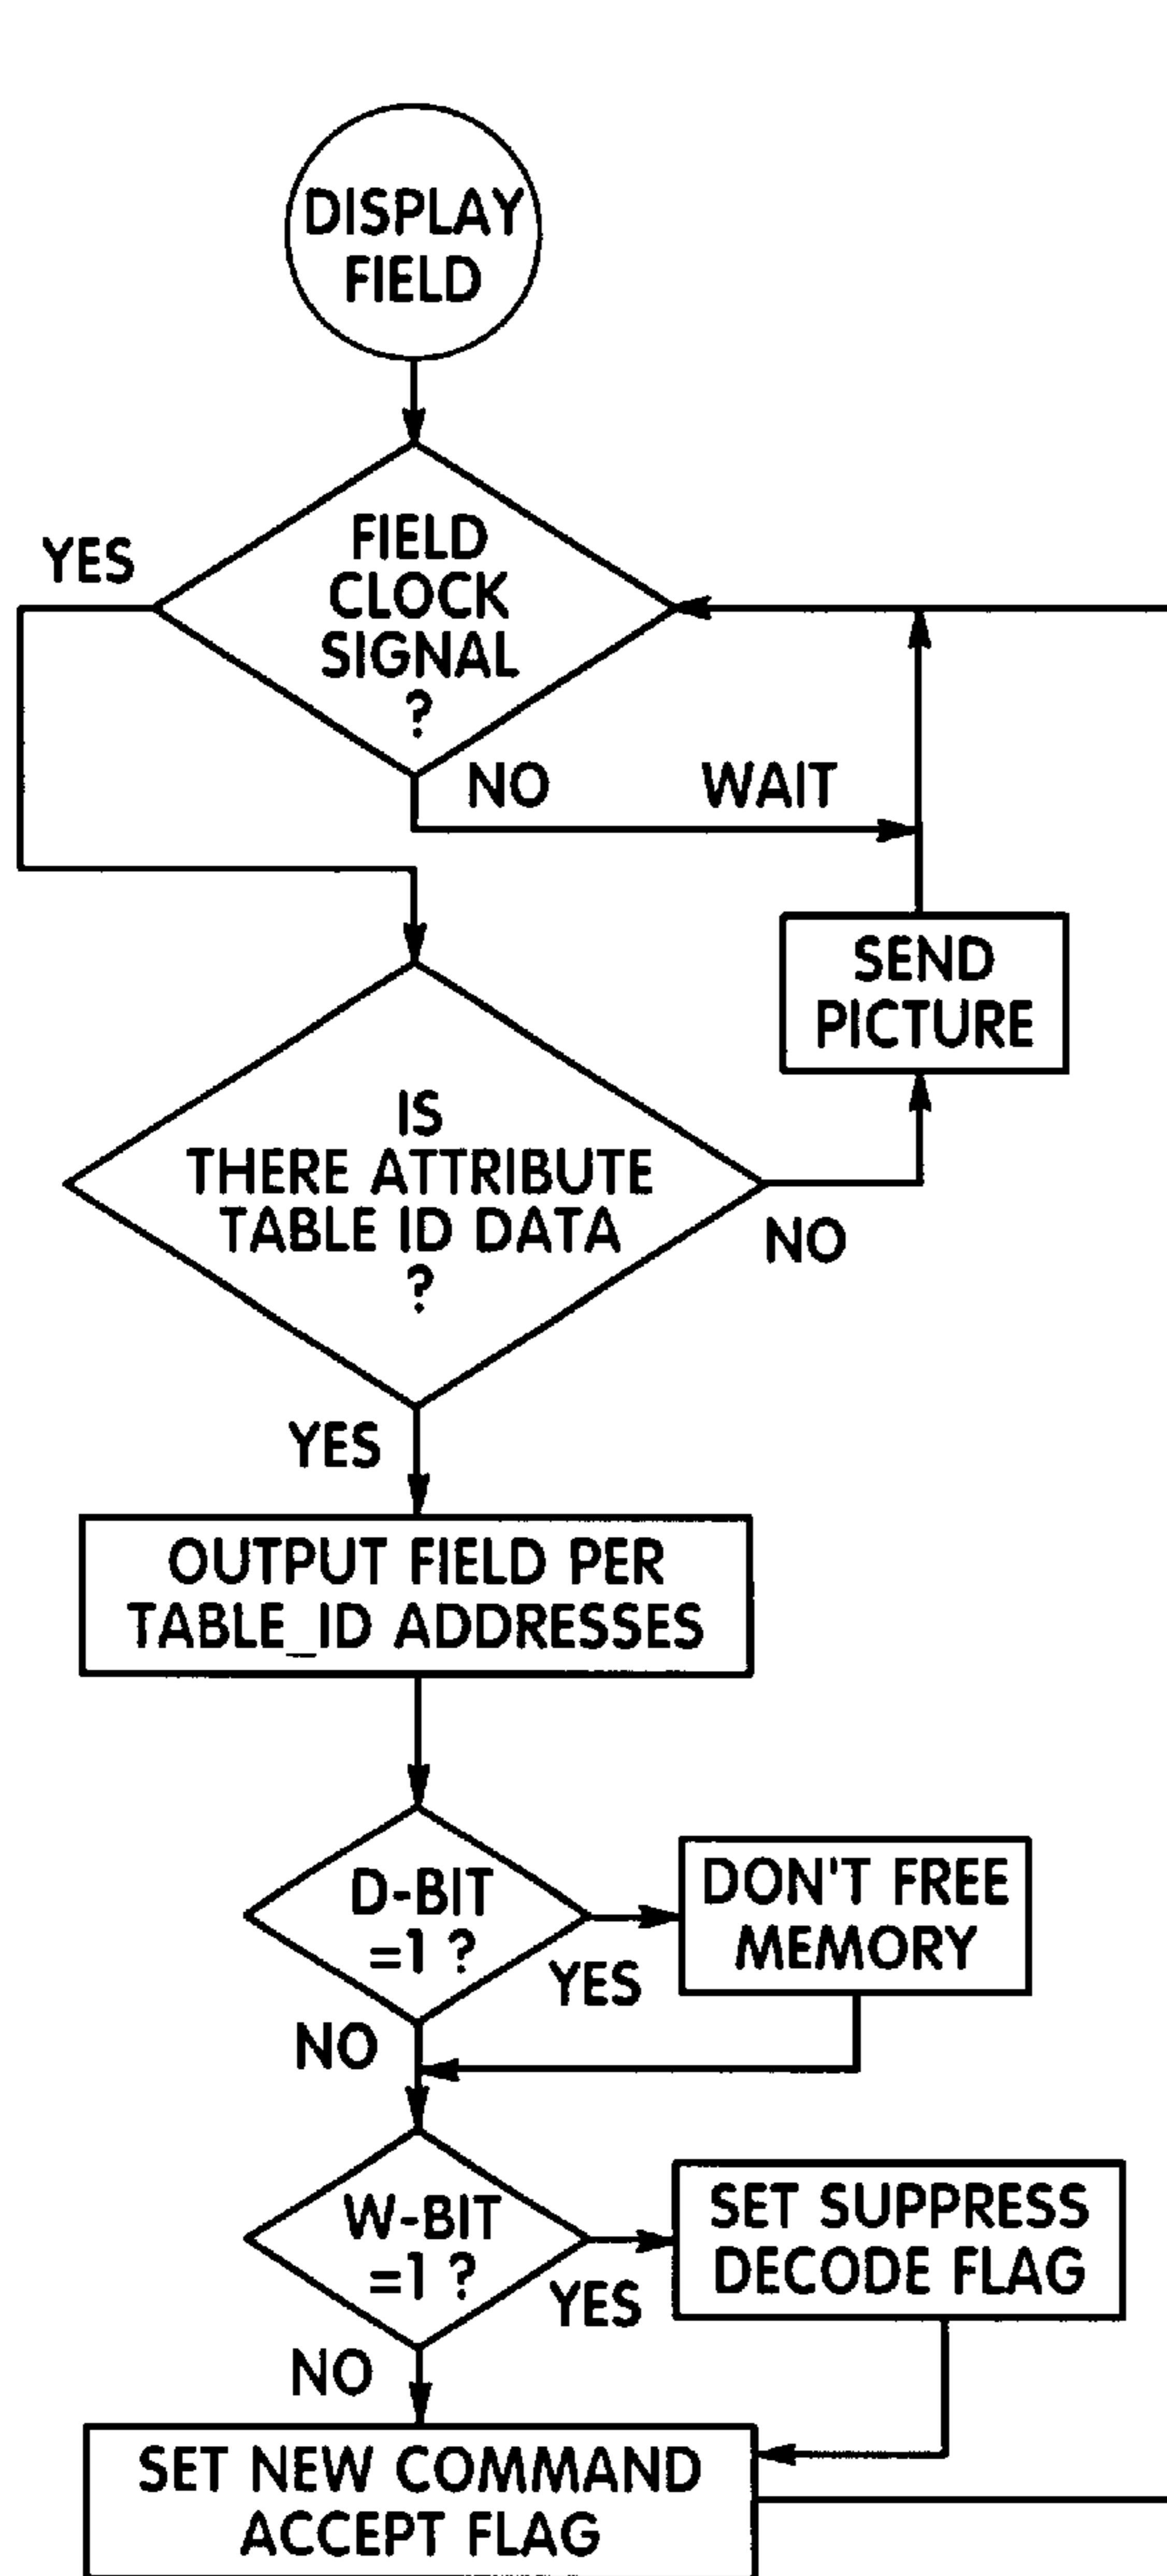 DISPLAY
FIELD
YES
FIELD
CLOCK
SIGNAL
?
NO
WAIT
SEND
PICTURE
IS
THERE ATTRIBUTE
TABLE ID DATA
?
NO
YES
OUTPUT FIELD PER
TABLE_ID ADDRESSES
D-BIT
=1 ?
YES
DON'T FREE
MEMORY
NO
W-BIT
=1 ?
YES
SET SUPPRESS
DECODE FLAG
NO
SET NEW COMMAND
ACCEPT FLAG